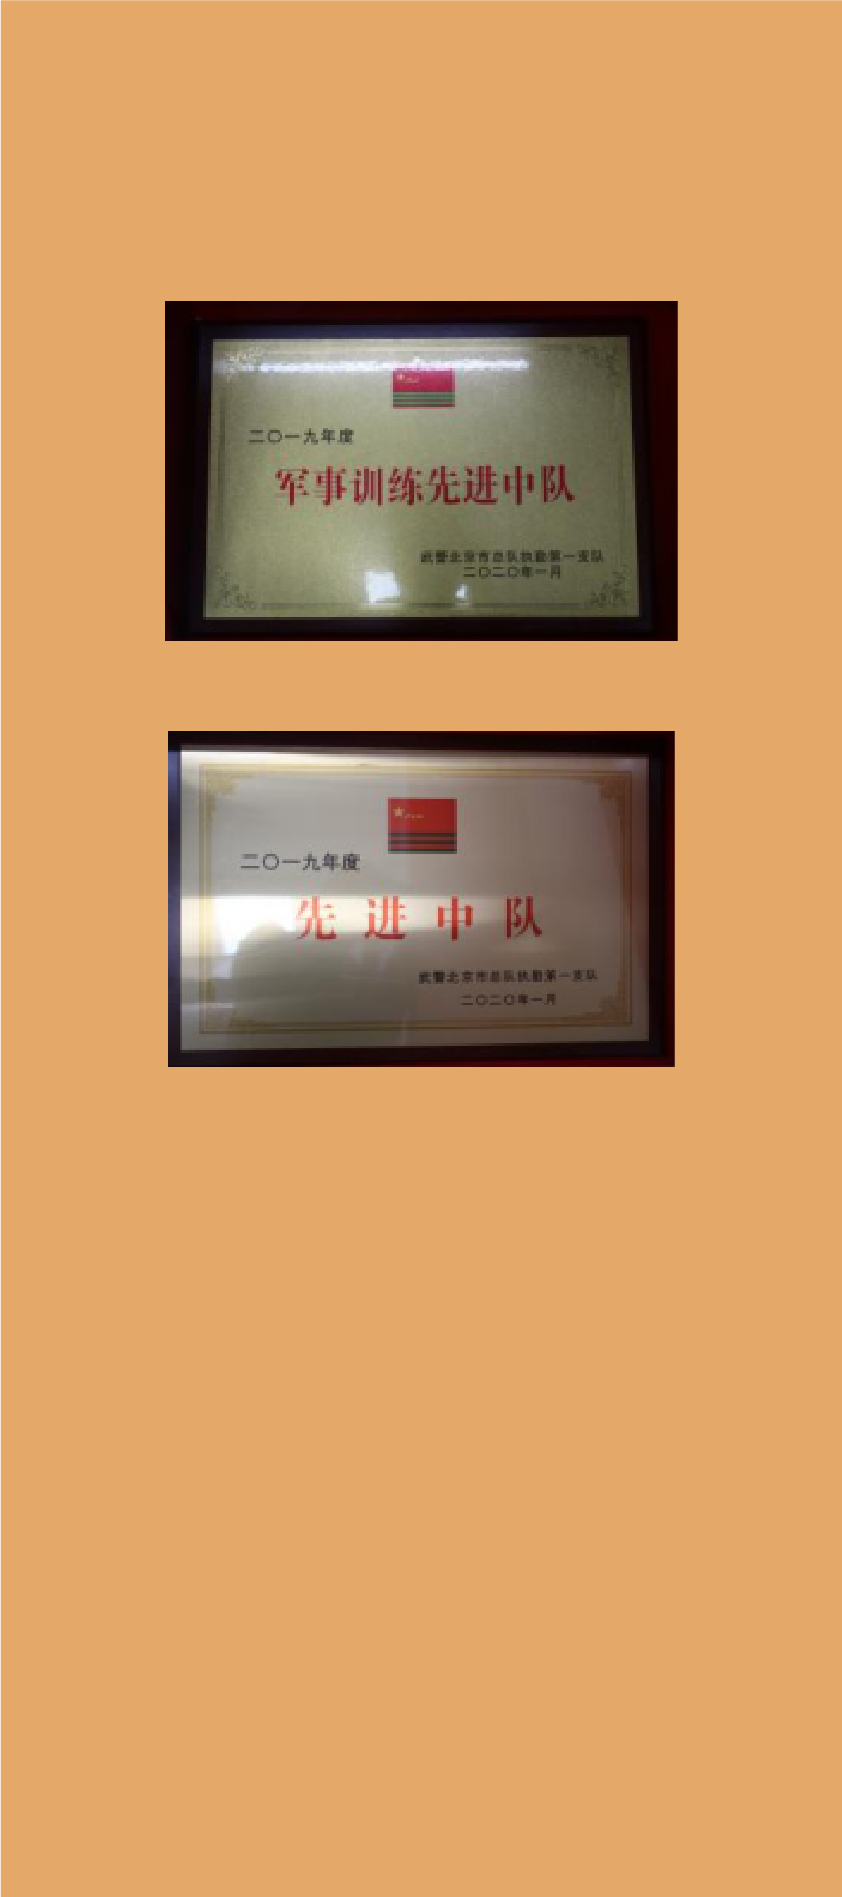 二〇一九年度
军事训练先进中队
武警北京市总队执勤第一支队
二〇二〇年一月
二〇一九年度
先进中队
武警北京市总队执勤第一支队
二〇二〇年一月